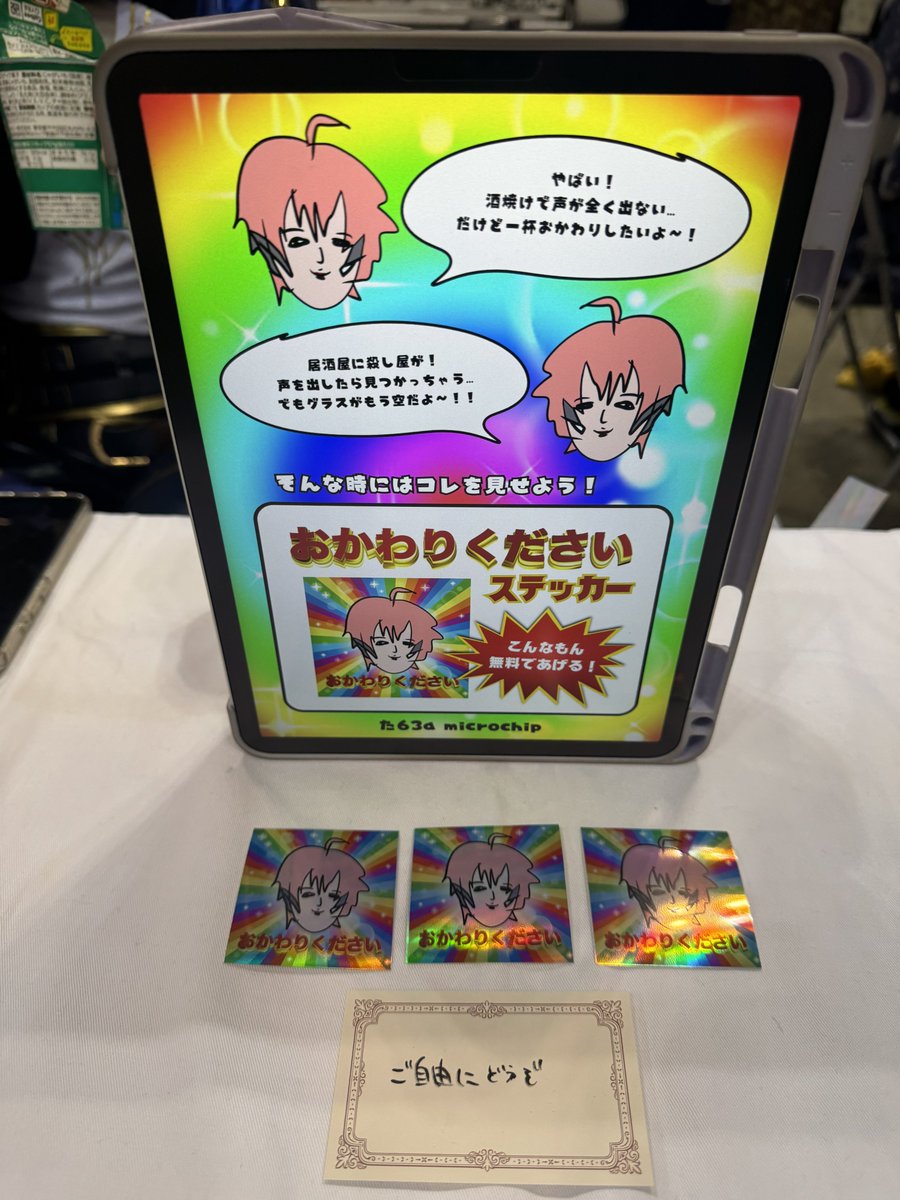 やばい！
酒焼けで声が全く出ない…
だけど一杯おかわりしたいよ～！
居酒屋に殺し屋が！
声を出したら見つかっちゃう…
でもグラスがもう空だよ～！！
そんな時にはコレを見せよう！
おかわりください
ステッカー
こんなもん
無料であげる！
おかわりください
た63a microchip
おかわりください
おかわりください
おかわりください
ご自由にどうぞ